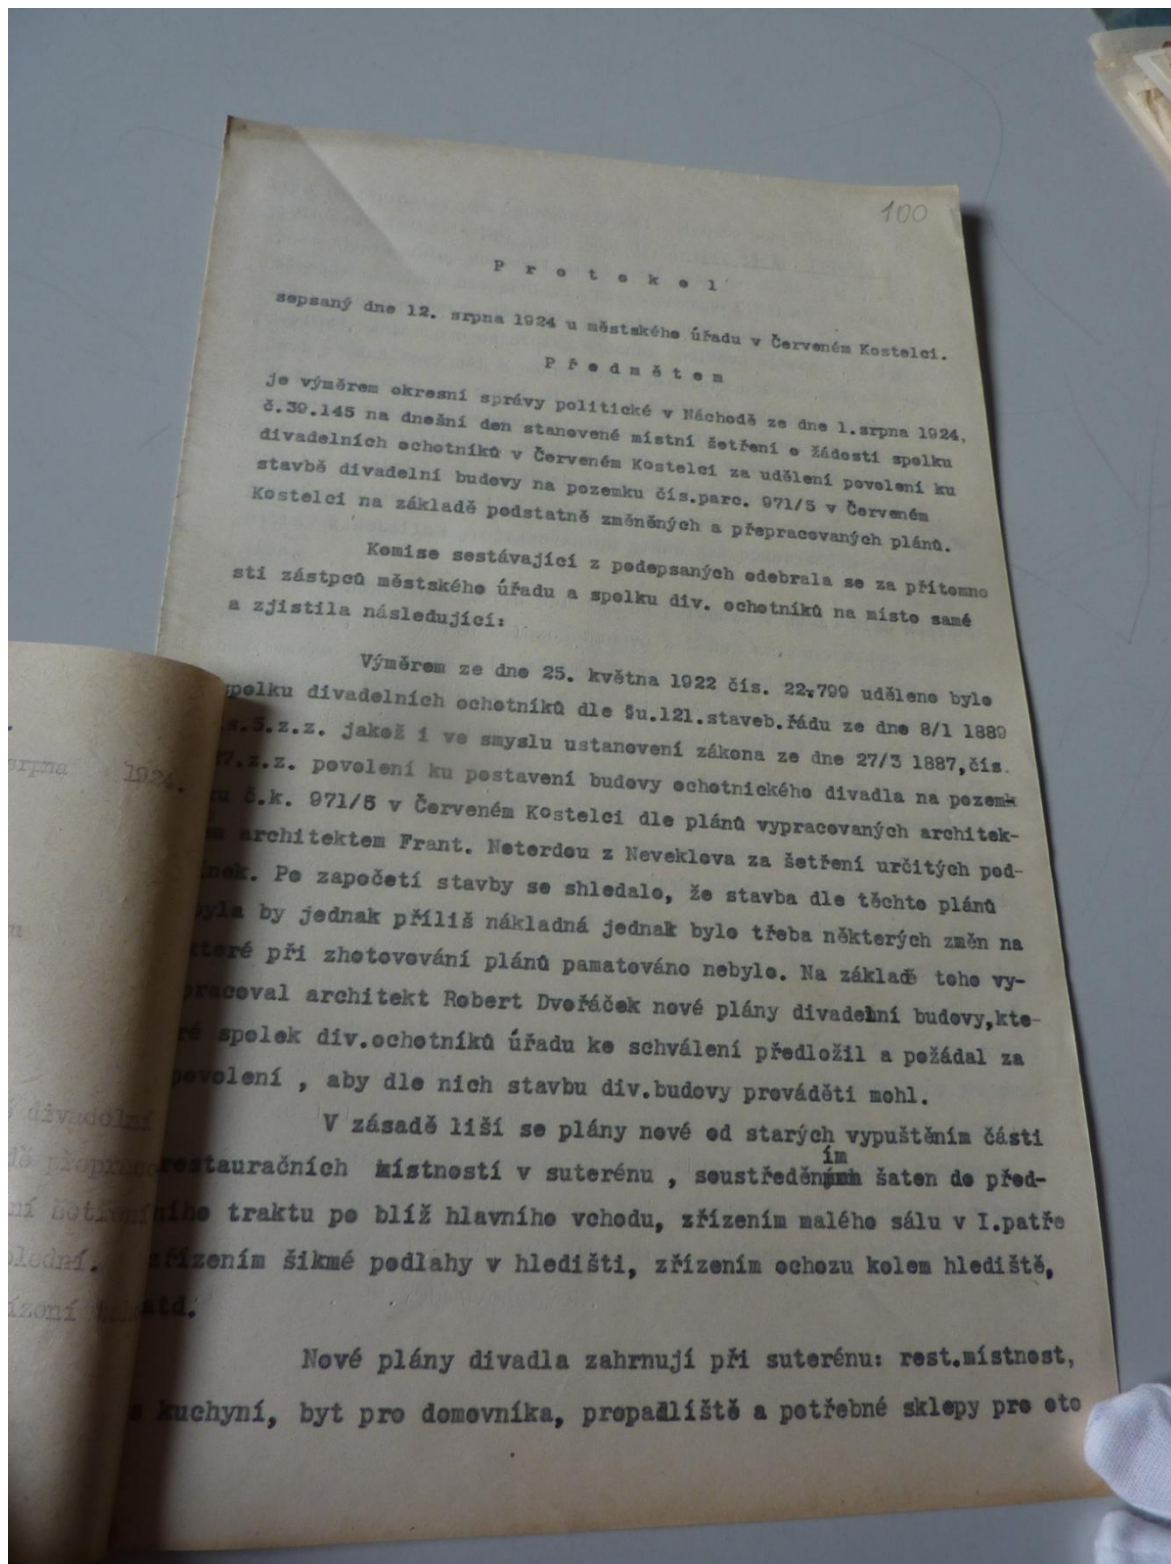 100
P r o t o k o l
sepsaný dne 12. srpna 1924 u městského úřadu v Červeném Kostelci.
P ř e d m ě t e m
je výměrem okresní správy politické v Náchodě ze dne 1.srpna 1924,
č.39.145 na dnešní den stanovené místní šetření o žádosti spolku
divadelních ochotníků v Červeném Kostelci za udělení povolení ku
stavbě divadelní budovy na pozemku čís.parc. 971/5 v Červeném
Kostelci na základě podstatně změněných a přepracovaných plánů.
Komise sestávající z podepsaných odebrala se za přítomno
sti zástpců městského úřadu a spolku div. ochotníků na místo samé
a zjistila následující:
Výměrem ze dne 25. května 1922 čís. 22.799 uděleno bylo
spolku divadelních ochotníků dle §u.121.staveb.řádu ze dne 8/1 1889
s.5.z.z. jakož i ve smyslu ustanovení zákona ze dne 27/3 1887,čís.
7.z.z. povolení ku postavení budovy ochotnického divadla na pozemk
u č.k. 971/5 v Červeném Kostelci dle plánů vypracovaných architek-
architektem Frant. Neterdou z Neveklova za šetření určitých pod-
ínek. Po započetí stavby se shledalo, že stavba dle těchto plánů
byla by jednak příliš nákladná jednak bylo třeba některých změn na
které při zhotovování plánů pamatováno nebylo. Na základě toho vy-
pracoval architekt Robert Dvořáček nové plány divadelní budovy,kte-
ré spolek div.ochotníků úřadu ke schválení předložil a požádal za
povolení , aby dle nich stavbu div.budovy prováděti mohl.
V zásadě liší se plány nové od starých vypuštěním části
restauračních místností v suterénu , soustředěním šaten do před-
ního traktu po blíž hlavního vchodu, zřízením malého sálu v I.patře
zřízením šikmé podlahy v hledišti, zřízením ochozu kolem hlediště,
atd.
Nové plány divadla zahrnují při suterénu: rest.místnost,
s kuchyní, byt pro domovníka, propadliště a potřebné sklepy pro oto
srpna 1924.
divadelní